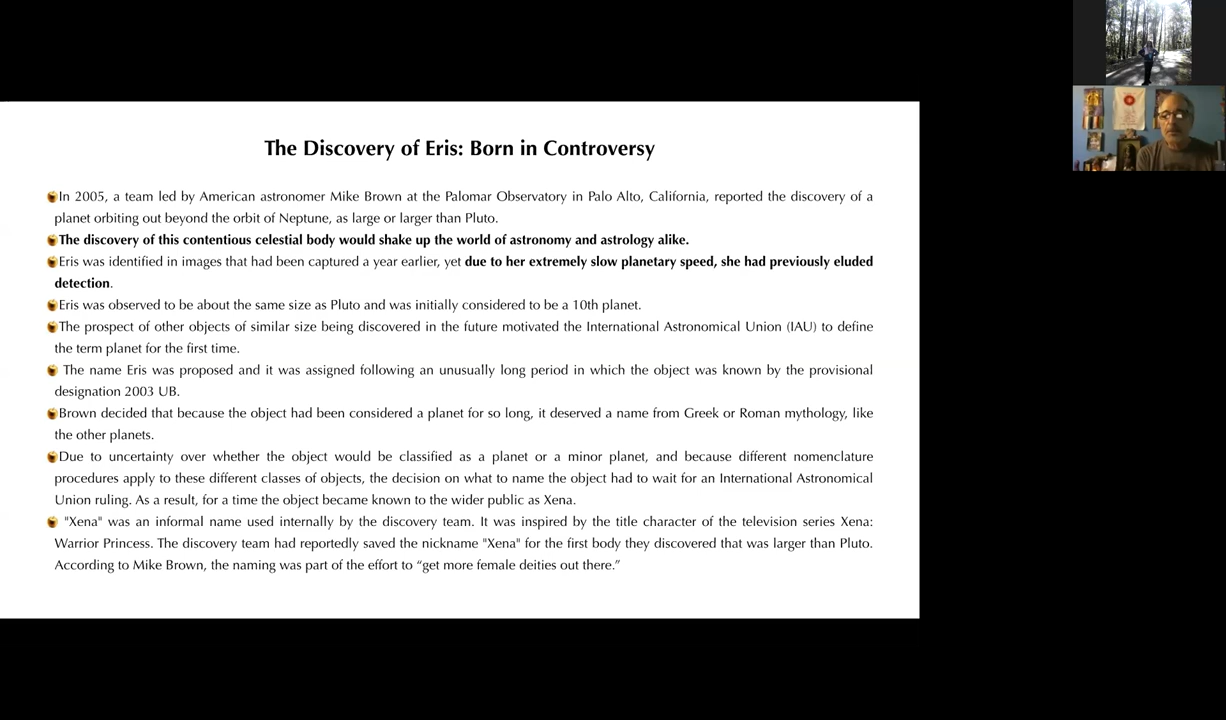 The Discovery of Eris: Born in Controversy
In 2005, a team led by American astronomer Mike Brown at the Palomar Observatory in Palo Alto, California, reported the discovery of a
planet orbiting out beyond the orbit of Neptune, as large or larger than Pluto.
The discovery of this contentious celestial body would shake up the world of astronomy and astrology alike.
Eris was identified in images that had been captured a year earlier, yet due to her extremely slow planetary speed, she had previously eluded
detection.
Eris was observed to be about the same size as Pluto and was initially considered to be a 10th planet.
The prospect of other objects of similar size being discovered in the future motivated the International Astronomical Union (IAU) to define
the term planet for the first time.
The name Eris was proposed and it was assigned following an unusually long period in which the object was known by the provisional
designation 2003 UB.
Brown decided that because the object had been considered a planet for so long, it deserved a name from Greek or Roman mythology, like
the other planets.
Due to uncertainty over whether the object would be classified as a planet or a minor planet, and because different nomenclature
procedures apply to these different classes of objects, the decision on what to name the object had to wait for an International Astronomical
Union ruling. As a result, for a time the object became known to the wider public as Xena.
"Xena" was an informal name used internally by the discovery team. It was inspired by the title character of the television series Xena:
Warrior Princess. The discovery team had reportedly saved the nickname "Xena" for the first body they discovered that was larger than Pluto.
According to Mike Brown, the naming was part of the effort to “get more female deities out there.”